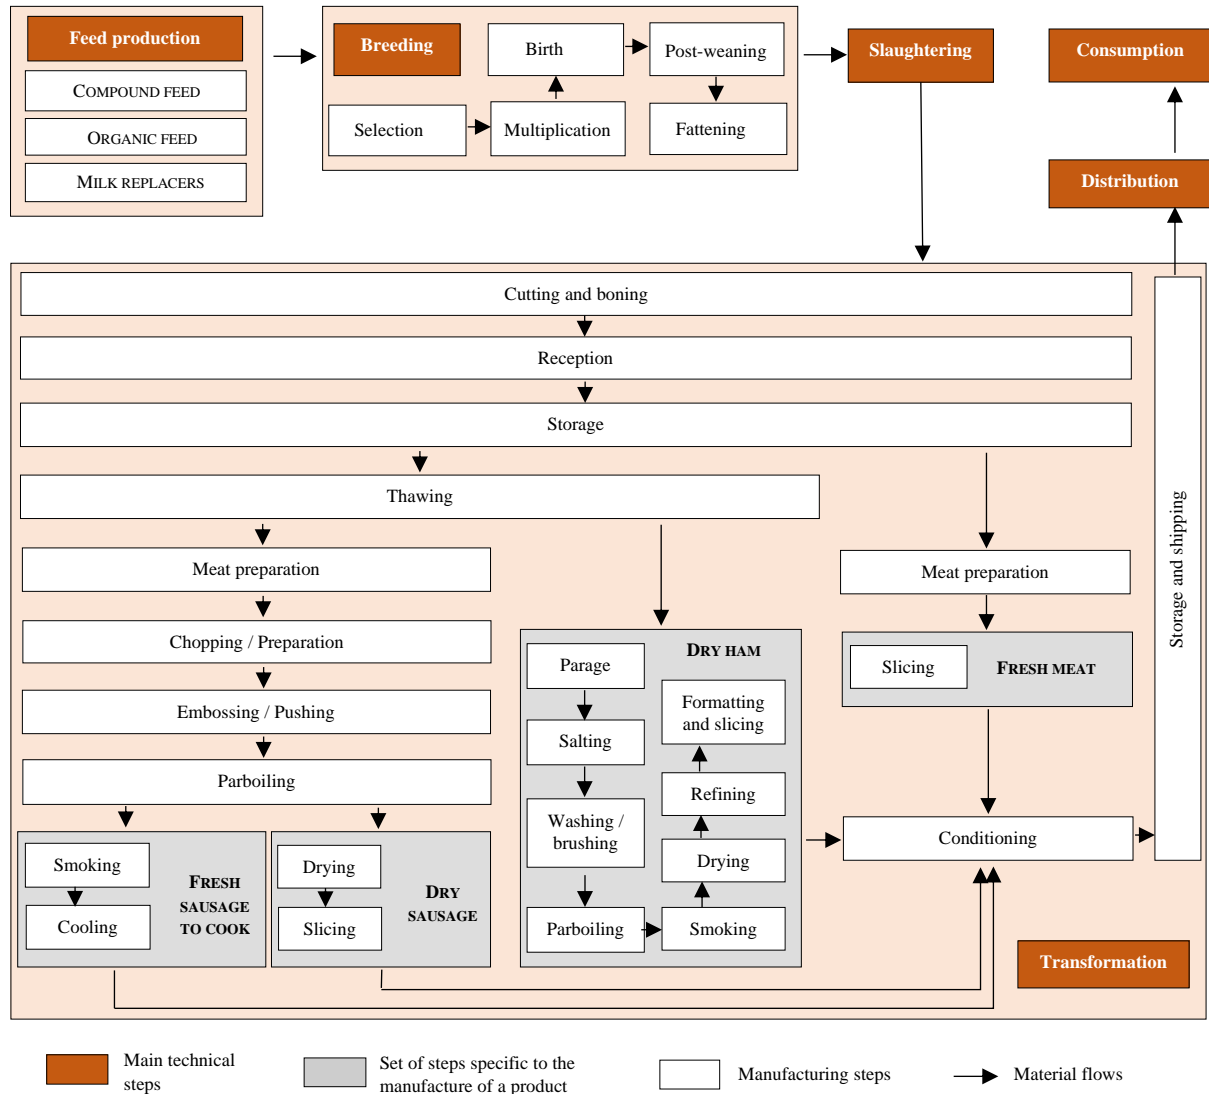 Feed production
COMPOUND FEED
ORGANIC FEED
MILK REPLACERS
Breeding
Birth
Post-weaning
Selection
Multiplication
Fattening
Slaughtering
Consumption
Distribution
Cutting and boning
Reception
Storage
Thawing
Meat preparation
Chopping / Preparation
Embossing / Pushing
Parboiling
Smoking
Cooling
FRESH
SAUSAGE
TO COOK
Drying
Slicing
DRY
SAUSAGE
DRY HAM
Parage
Salting
Washing /
brushing
Parboiling
Smoking
Drying
Refining
Formatting
and slicing
Meat preparation
Slicing
FRESH MEAT
Conditioning
Storage and shipping
Transformation
Main technical
steps
Set of steps specific to the
manufacture of a product
Manufacturing steps
Material flows